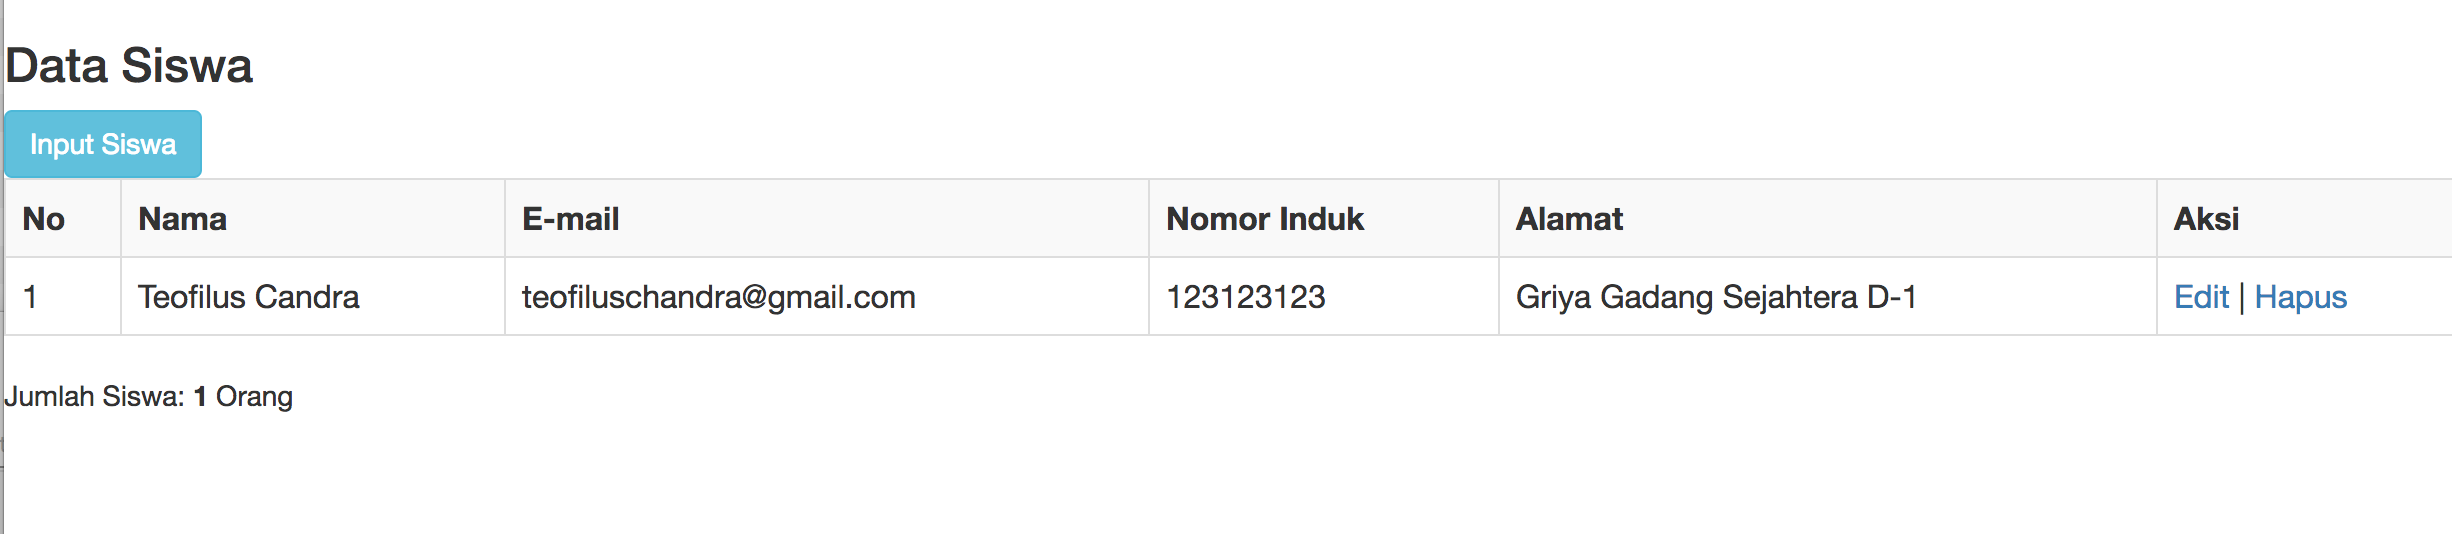 Data Siswa
Input Siswa
No Nama E-mail Nomor Induk Alamat Aksi
1 Teofilus Candra teofiluschandra@gmail.com 123123123 Griya Gadang Sejahtera D-1 Edit | Hapus
Jumlah Siswa: 1 Orang